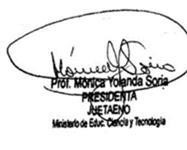 Prof. Mónica Yolanda Soria
PRESIDENTA
JUETAENO
Ministerio de Educ. Ciencia y Tecnología